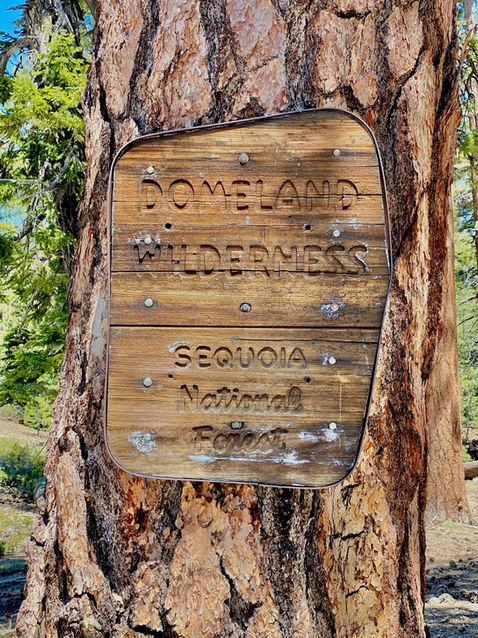 DOMELAND
WILDERNESS
SEQUOIA
National
Forest